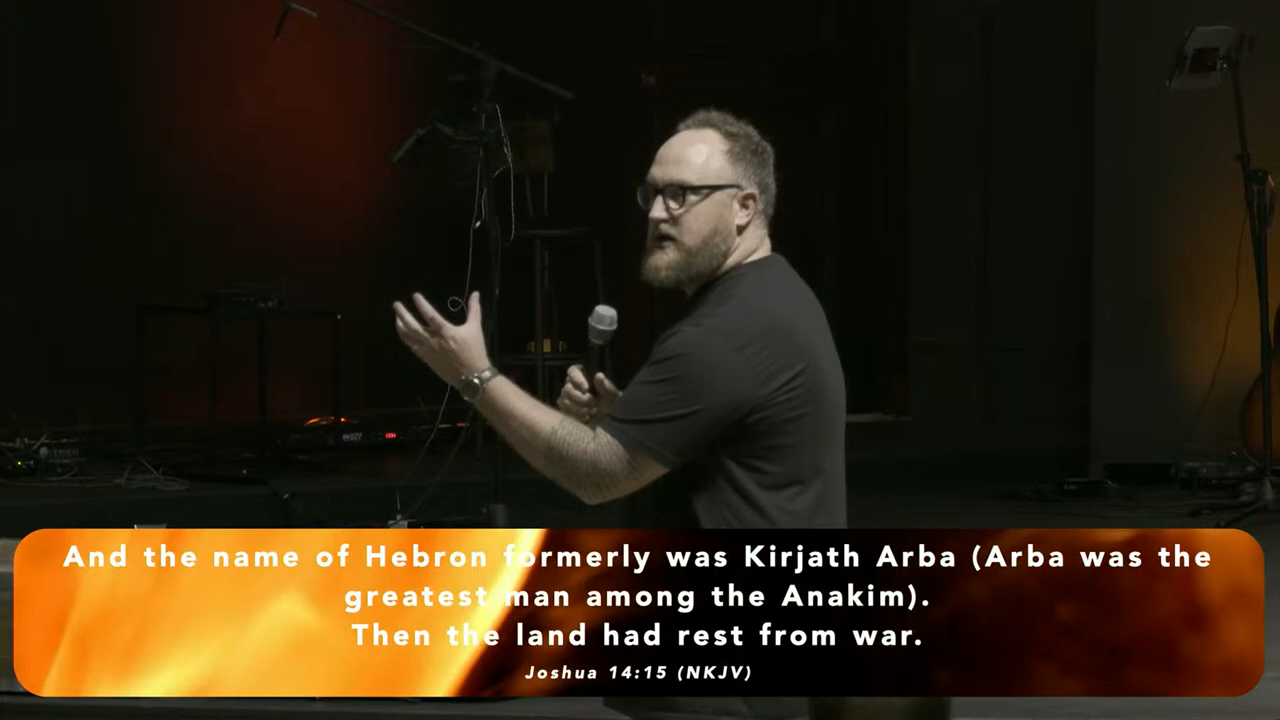 And the name of Hebron formerly was Kirjath Arba (Arba was the
greatest man among the Anakim).
Then the land had rest from war.
Joshua 14:15 (NKJV)